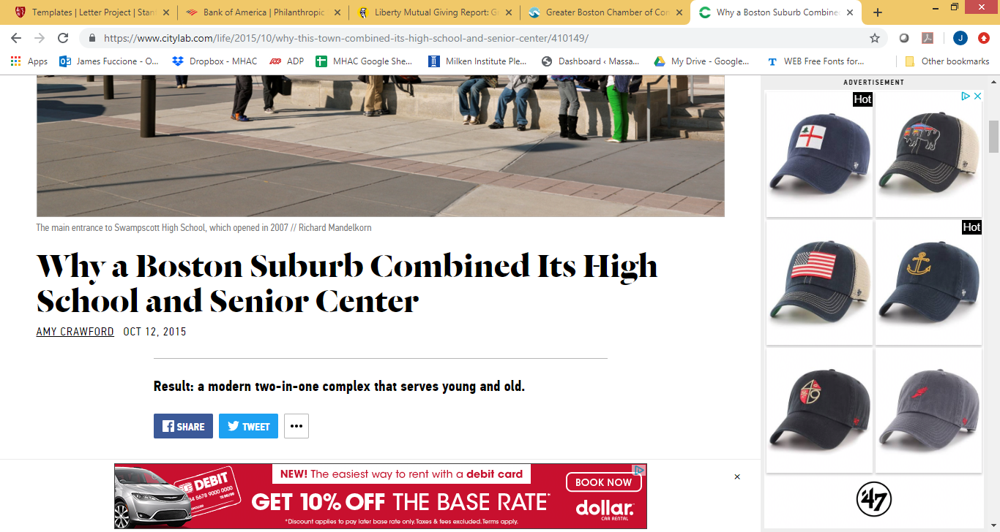 Templates | Letter Project | Stan
Bank of America | Philanthropic
Liberty Mutual Giving Report: G
Greater Boston Chamber of Con
Why a Boston Suburb Combine
https://www.citylab.com/life/2015/10/why-this-town-combined-its-high-school-and-senior-center/410149/
J
Apps
James Fuccione - O...
Dropbox - MHAC
ADP
MHAC Google She...
Milken Institute Ple...
Dashboard ‹ Massa...
My Drive - Google...
WEB Free Fonts for...
Other bookmarks
The main entrance to Swampscott High School, which opened in 2007 // Richard Mandelkorn
Why a Boston Suburb Combined Its High
School and Senior Center
AMY CRAWFORD OCT 12, 2015
Result: a modern two-in-one complex that serves young and old.
SHARE
TWEET
•••
ADVERTISEMENT
Hot
Hot
47
DEBIT
34 5678 9000 0000
NEW! The easiest way to rent with a debit card
GET 10% OFF THE BASE RATE*
*Discount applies to pay later base rate only. Taxes & fees excluded. Terms apply.
BOOK NOW
dollar.
CAR RENTAL